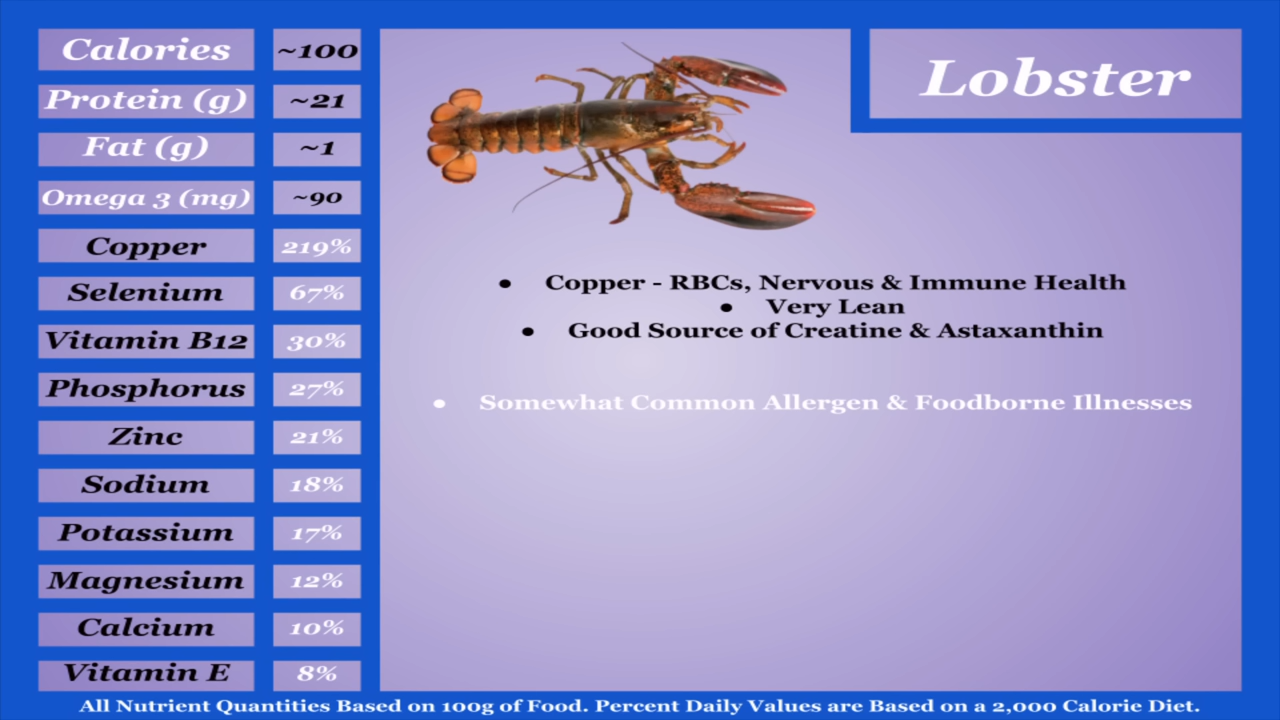 Calories ~100
Protein (g) ~21
Fat (g) ~1
Omega 3 (mg) ~90
Copper 219%
Selenium 67%
Vitamin B12 30%
Phosphorus 27%
Zinc 21%
Sodium 18%
Potassium 17%
Magnesium 12%
Calcium 10%
Vitamin E 8%
Lobster
● Copper - RBCs, Nervous & Immune Health
● Very Lean
● Good Source of Creatine & Astaxanthin
● Somewhat Common Allergen & Foodborne Illnesses
All Nutrient Quantities Based on 100g of Food. Percent Daily Values are Based on a 2,000 Calorie Diet.